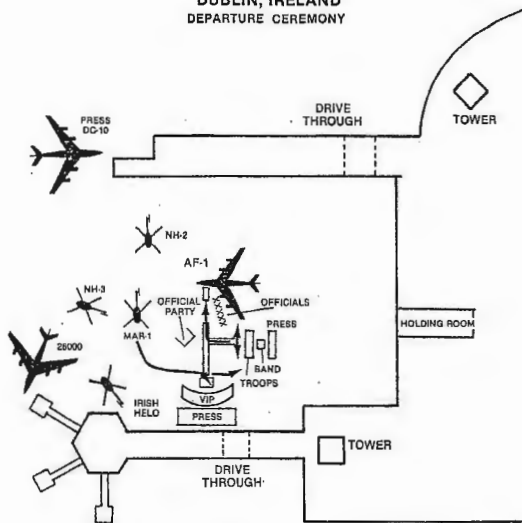 DUBLIN, IRELAND
DEPARTURE CEREMONY
PRESS
DC-10
DRIVE
THROUGH
TOWER
NH-2
AF-1
NH-3
OFFICIAL
PARTY
OFFICIALS
MAR-1
PRESS
HOLDING ROOM
26000
BAND
TROOPS
IRISH
HELO
VIP
PRESS
TOWER
DRIVE
THROUGH